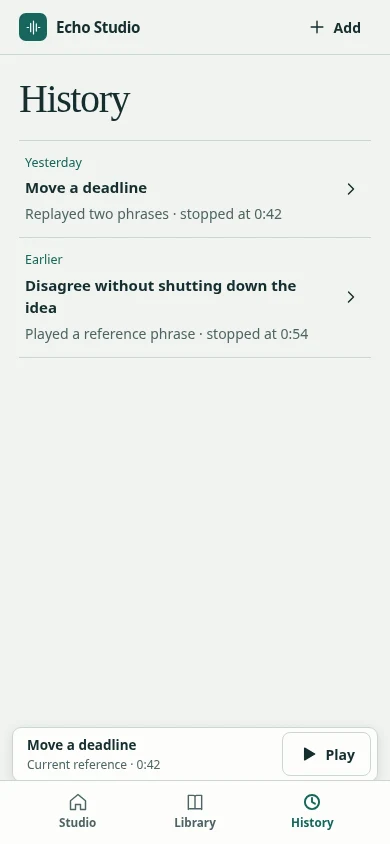 Echo Studio
Add
History
Yesterday
Move a deadline
Replayed two phrases · stopped at 0:42
Earlier
Disagree without shutting down the
idea
Played a reference phrase · stopped at 0:54
Move a deadline
Current reference · 0:42
Play
Studio
Library
History